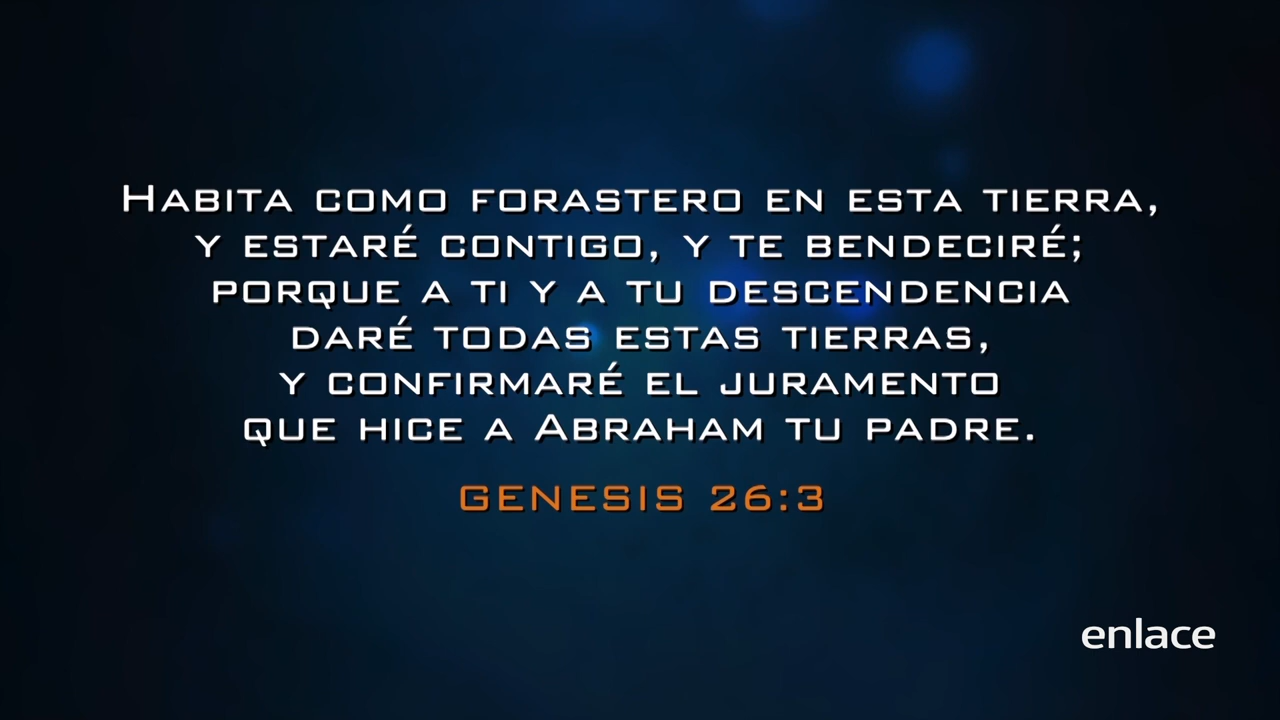 Habita como forastero en esta tierra,
y estaré contigo, y te bendeciré;
porque a ti y a tu descendencia
daré todas estas tierras,
y confirmaré el juramento
que hice a Abraham tu padre.
GENESIS 26:3
enlace